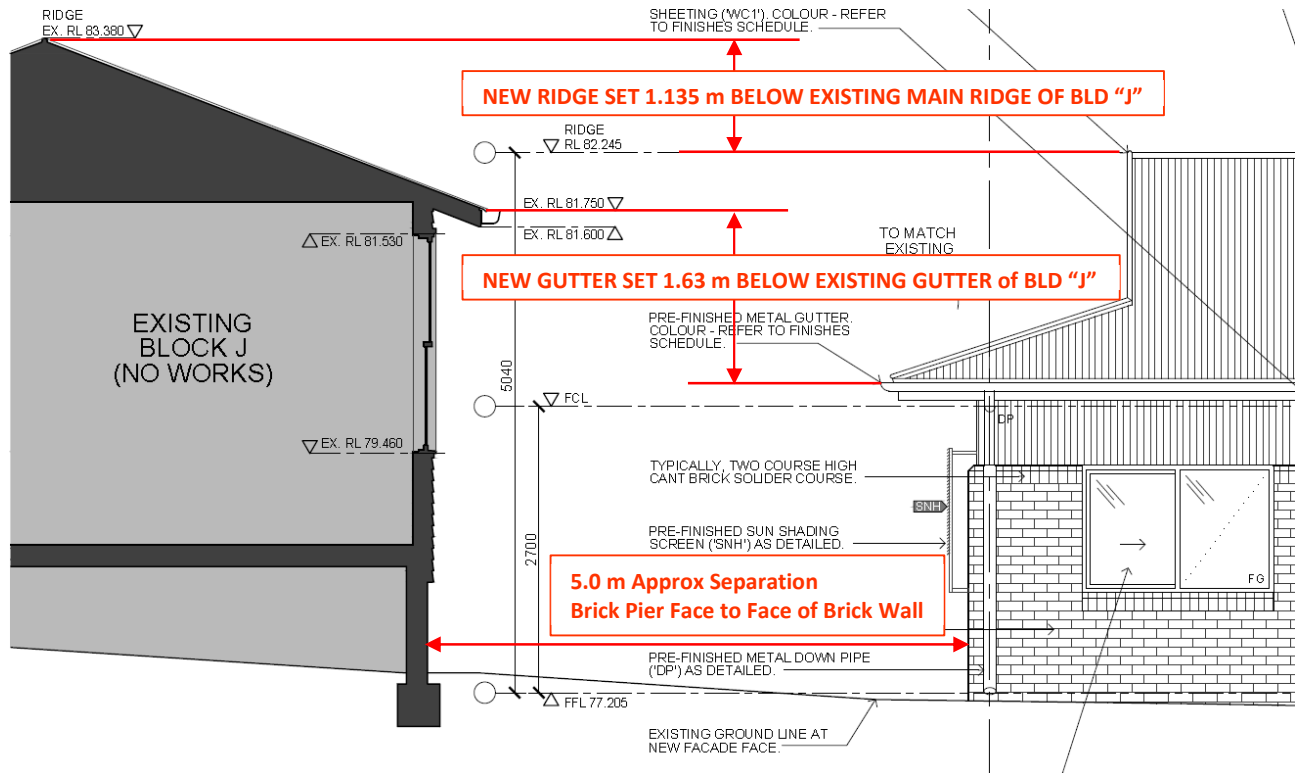 RIDGE
EX. RL 83.380
SHEETING ('WC1'). COLOUR - REFER
TO FINISHES SCHEDULE.
NEW RIDGE SET 1.135 m BELOW EXISTING MAIN RIDGE OF BLD “J”
RIDGE
RL 82.245
EX. RL 81.750
EX. RL 81.600
EX. RL 81.530
TO MATCH
EXISTING
NEW GUTTER SET 1.63 m BELOW EXISTING GUTTER of BLD “J”
EXISTING
BLOCK J
(NO WORKS)
PRE-FINISHED METAL GUTTER.
COLOUR - REFER TO FINISHES
SCHEDULE.
5040
FCL
DP
EX. RL 79.460
TYPICALLY, TWO COURSE HIGH
CANT BRICK SOLIDER COURSE.
SNH
PRE-FINISHED SUN SHADING
SCREEN ('SNH') AS DETAILED.
2700
FG
5.0 m Approx Separation
Brick Pier Face to Face of Brick Wall
PRE-FINISHED METAL DOWN PIPE
('DP') AS DETAILED.
FFL 77.205
EXISTING GROUND LINE AT
NEW FACADE FACE.